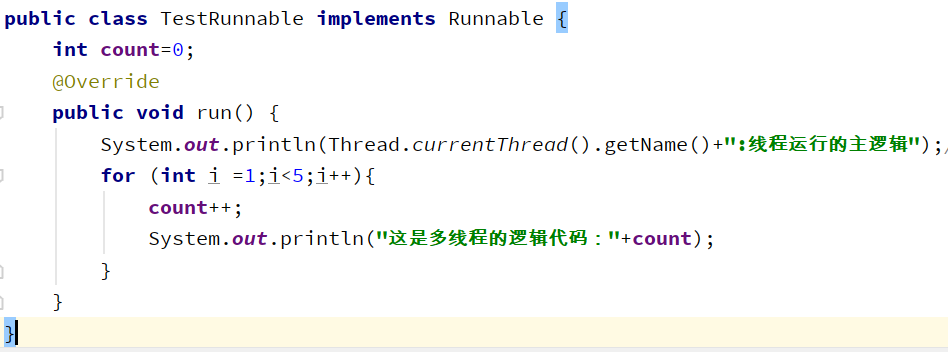 public class TestRunnable implements Runnable {
    int count=0;
    @Override
    public void run() {
        System.out.println(Thread.currentThread().getName()+":线程运行的主逻辑");/
        for (int i =1;i<5;i++){
            count++;
            System.out.println("这是多线程的逻辑代码："+count);
        }
    }
}